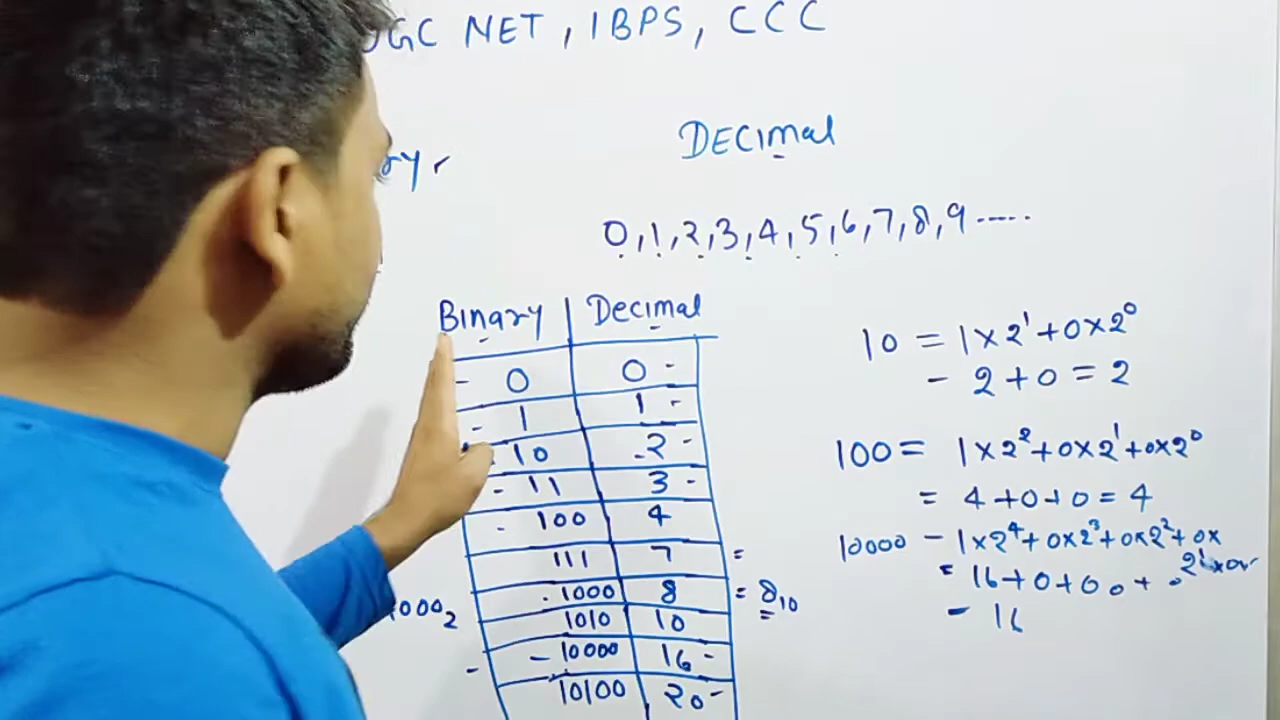 NET, IBPS, CCC
DECimal
0,1,2,3,4,5,6,7,8,9-----
Binary | Decimal
0 0
1 1
10 2
11 3
100 4
111 7 =
1000₂ 1000 8 = 8₁₀
1010 10
10000 16
10100 20
10 = 1×2¹+0×2⁰
- 2+0=2
100 = 1×2²+0×2¹+0×2⁰
= 4+0+0=4
10000 - 1×2⁴+0×2³+0×2²+0×
= 16+0+0
- 16